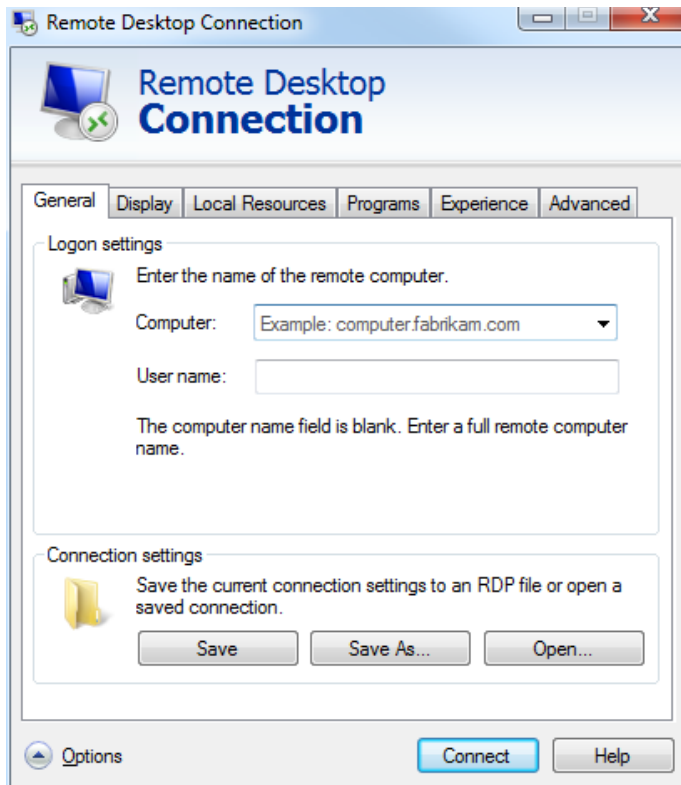 Remote Desktop Connection
Remote Desktop
Connection
General Display Local Resources Programs Experience Advanced
Logon settings
Enter the name of the remote computer.
Computer: Example: computer.fabrikam.com
User name:
The computer name field is blank. Enter a full remote computer
name.
Connection settings
Save the current connection settings to an RDP file or open a
saved connection.
Save Save As... Open...
Options Connect Help